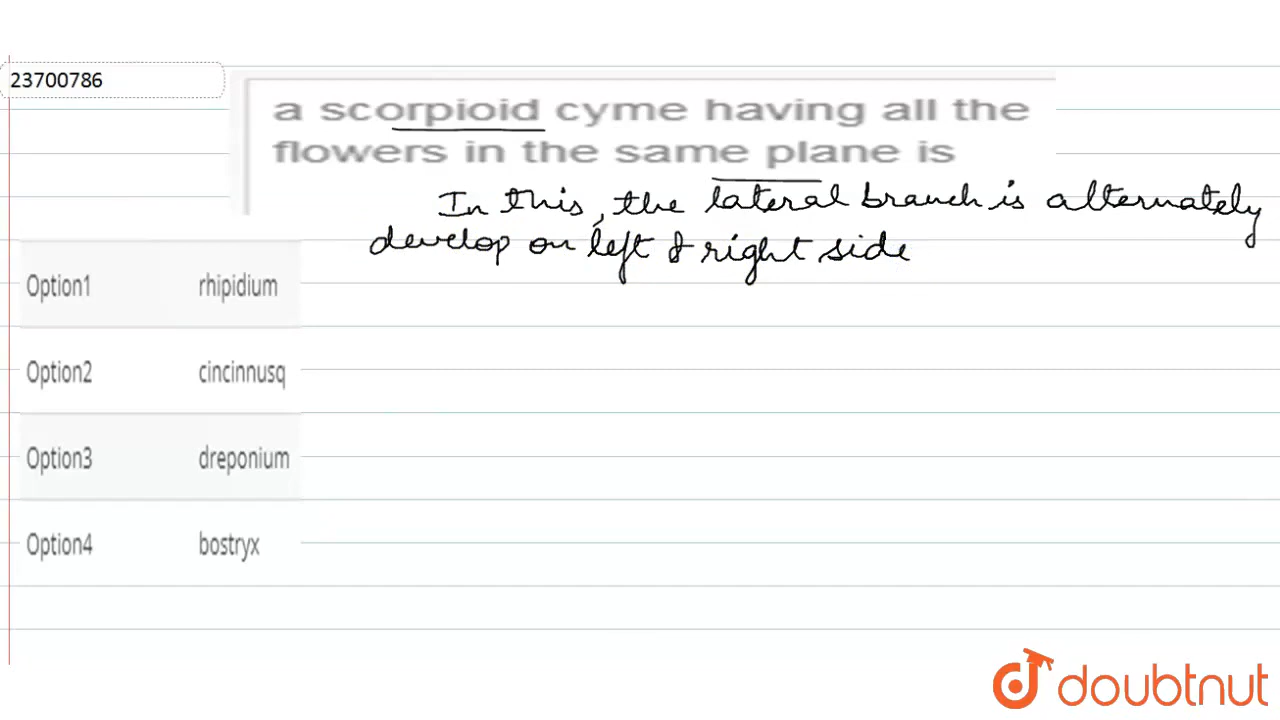 23700786
a scorpioid cyme having all the
flowers in the same plane is
In this, the lateral branch is alternately
develop on left & right side
Option1 rhipidium
Option2 cincinnusq
Option3 dreponium
Option4 bostryx
doubtnut